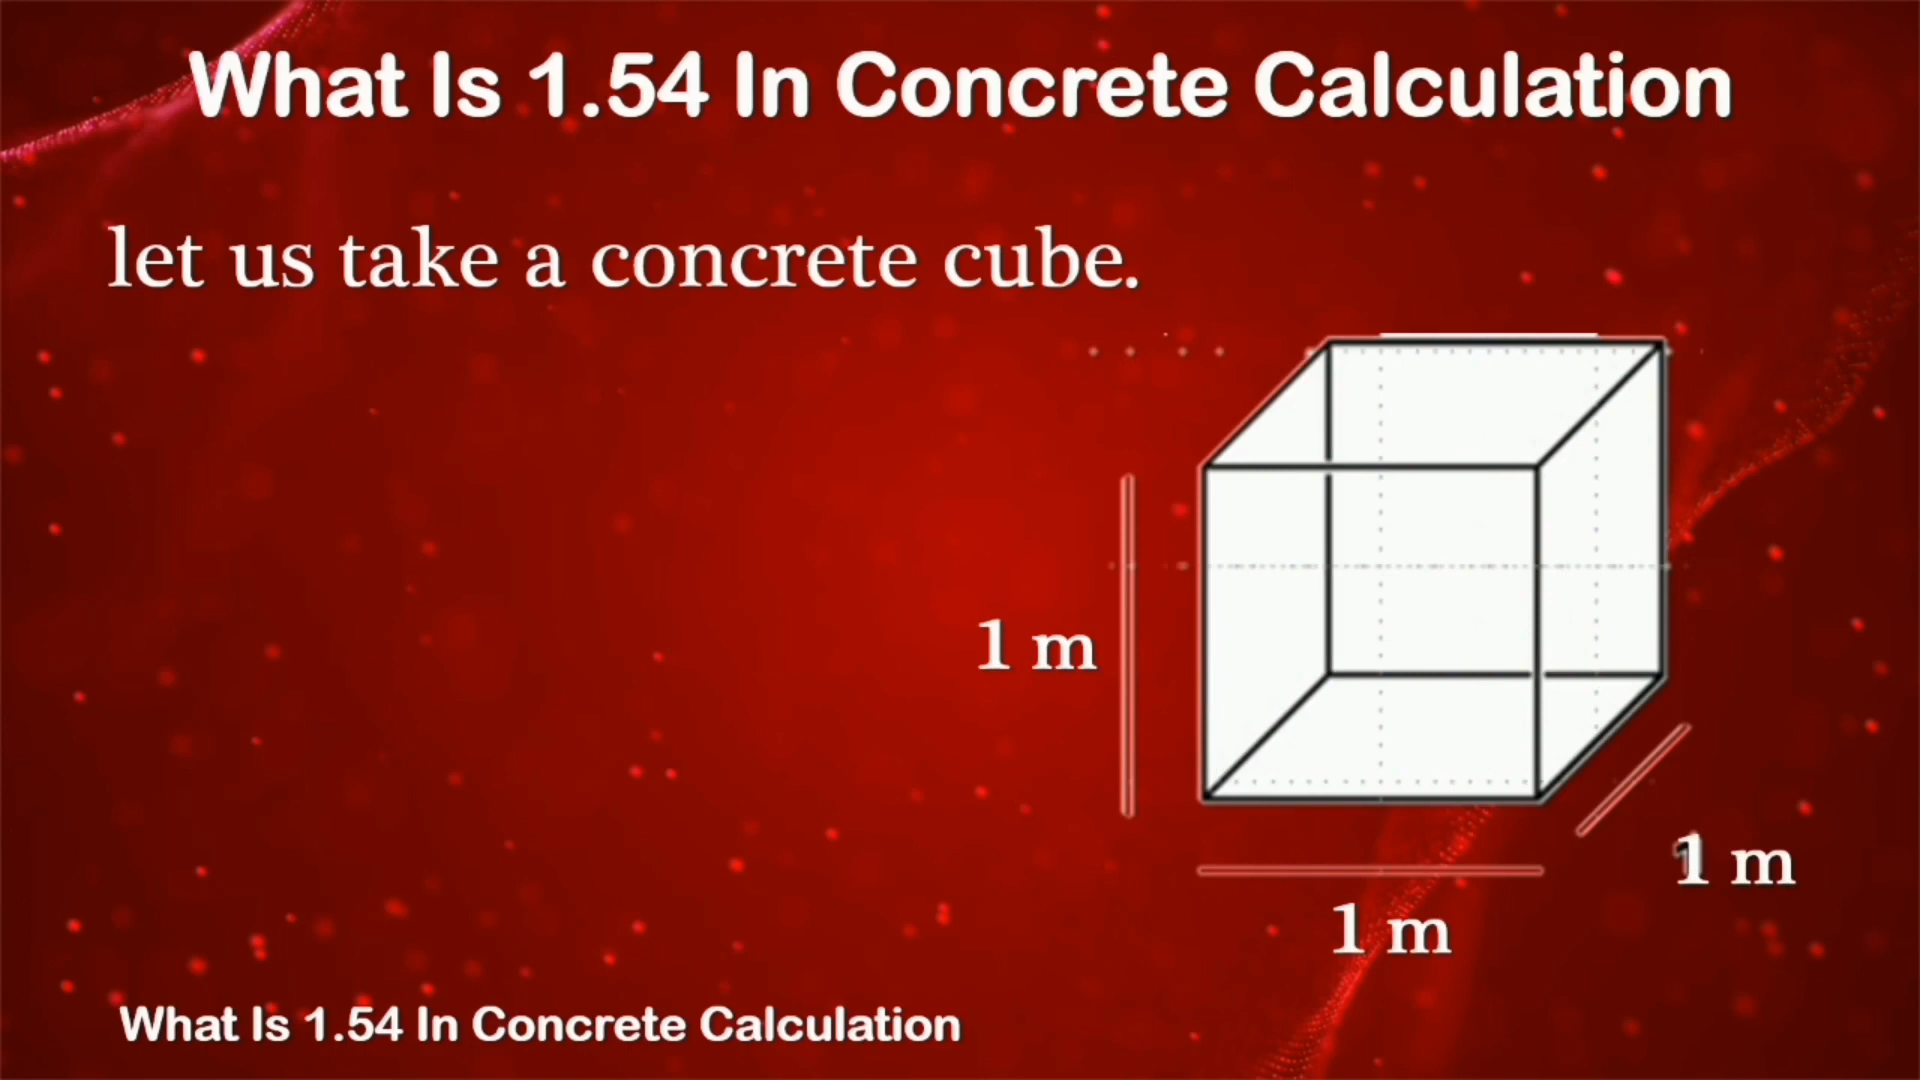 What Is 1.54 In Concrete Calculation
let us take a concrete cube.
1 m
1 m
1 m
What Is 1.54 In Concrete Calculation